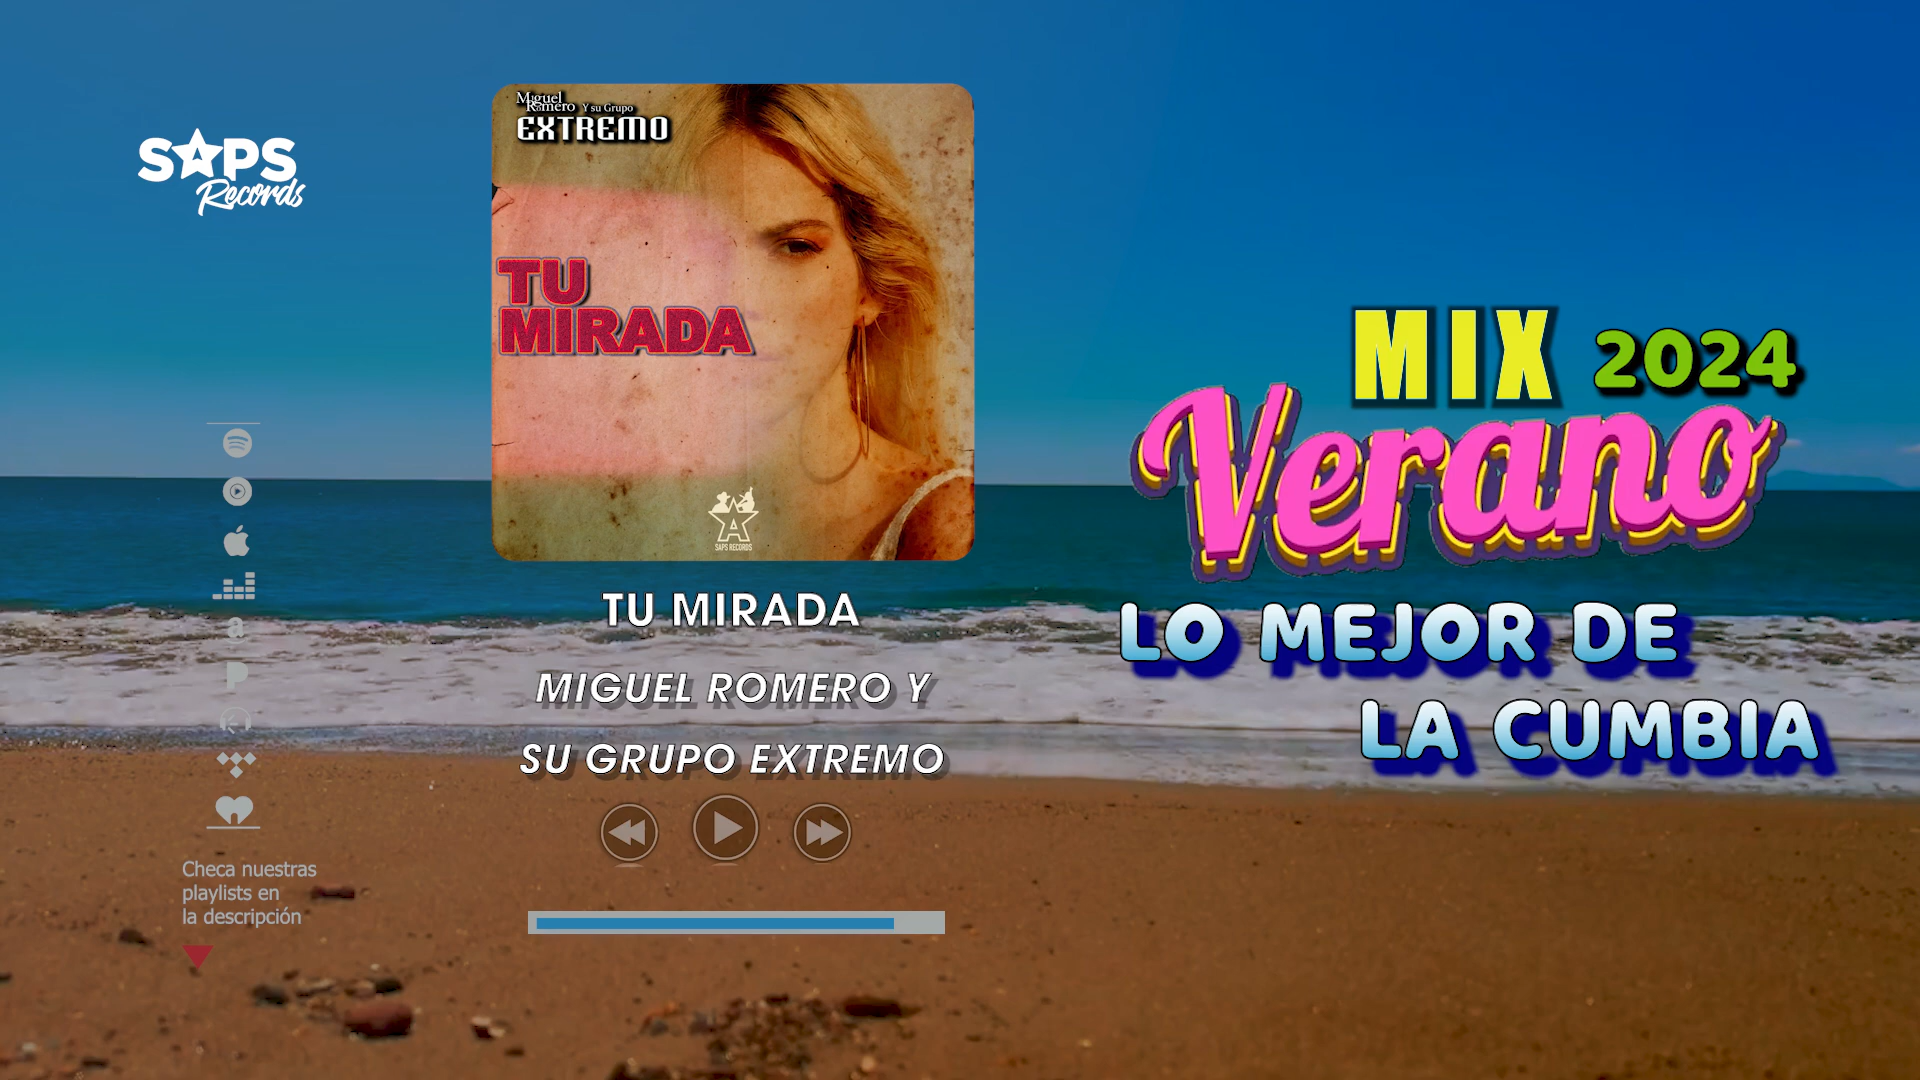 SAPS
Records
Miguel
Romero Y su Grupo
EXTREMO
TU
MIRADA
A
SAPS RECORDS
TU MIRADA
MIGUEL ROMERO Y
SU GRUPO EXTREMO
MIX 2024
Verano
LO MEJOR DE
LA CUMBIA
a
Checa nuestras
playlists en
la descripción